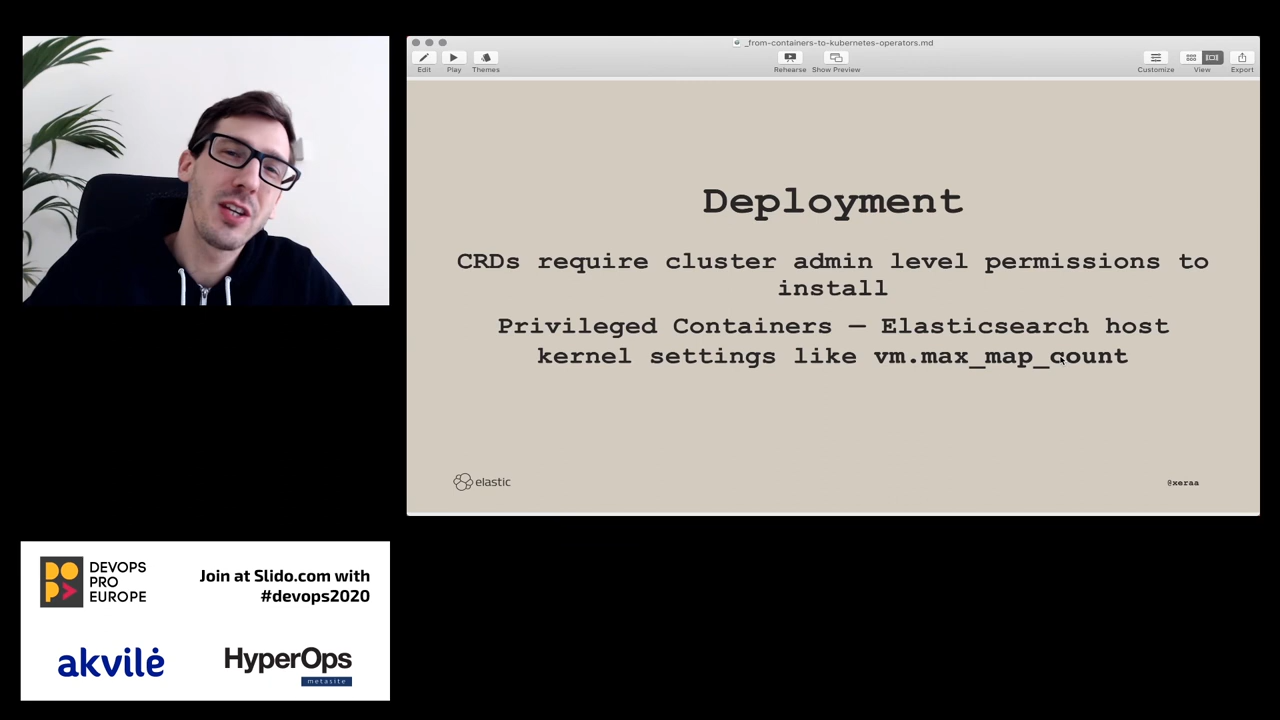 _from-containers-to-kubernetes-operators.md
Edit
Play
Themes
Rehearse
Show Preview
Customize
View
Export
Deployment
CRDs require cluster admin level permissions to
install
Privileged Containers — Elasticsearch host
kernel settings like vm.max_map_count
elastic
@xeraa
DEVOPS
PRO
EUROPE
Join at Slido.com with
#devops2020
akvilė
HyperOps
metasite